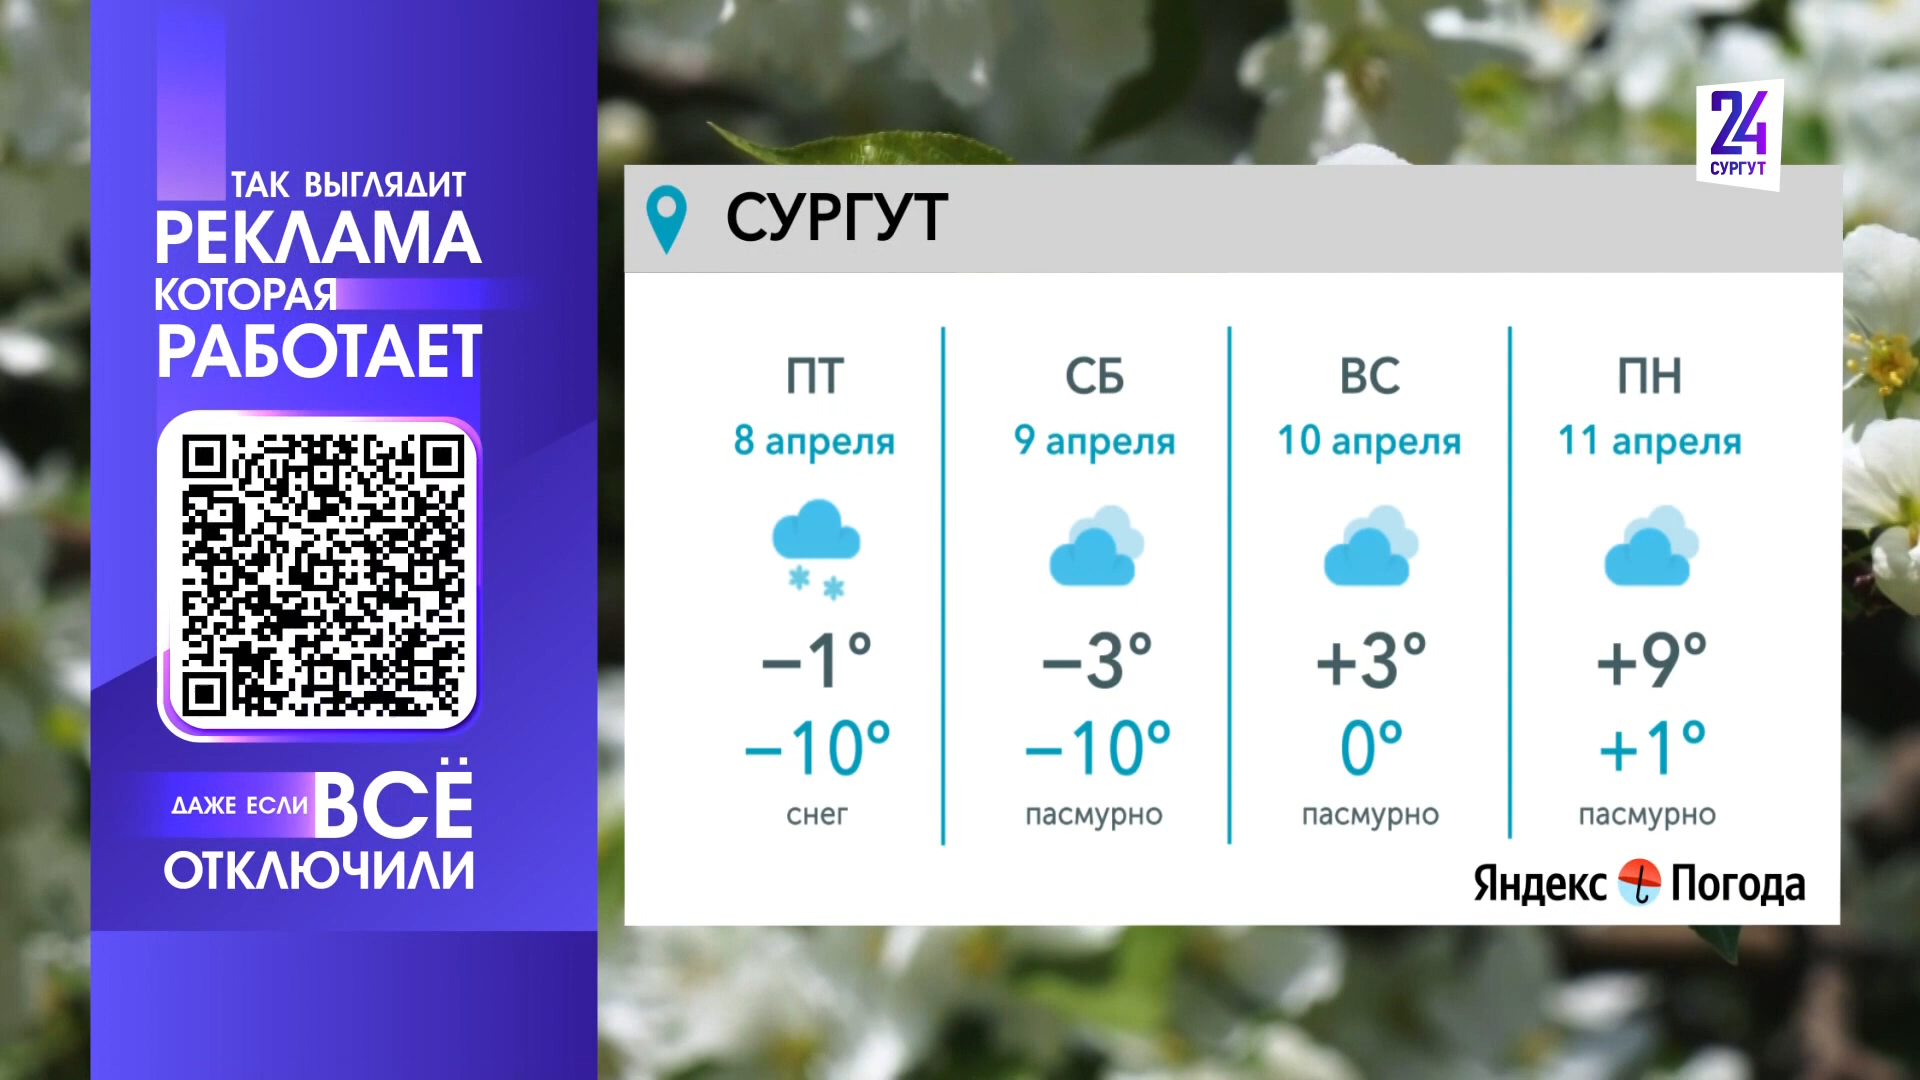 ТАК ВЫГЛЯДИТ
РЕКЛАМА
КОТОРАЯ
РАБОТАЕТ
ДАЖЕ ЕСЛИ ВСЁ
ОТКЛЮЧИЛИ
24
СУРГУТ
СУРГУТ
ПТ
8 апреля
−1°
−10°
снег
СБ
9 апреля
−3°
−10°
пасмурно
ВС
10 апреля
+3°
0°
пасмурно
ПН
11 апреля
+9°
+1°
пасмурно
Яндекс Погода